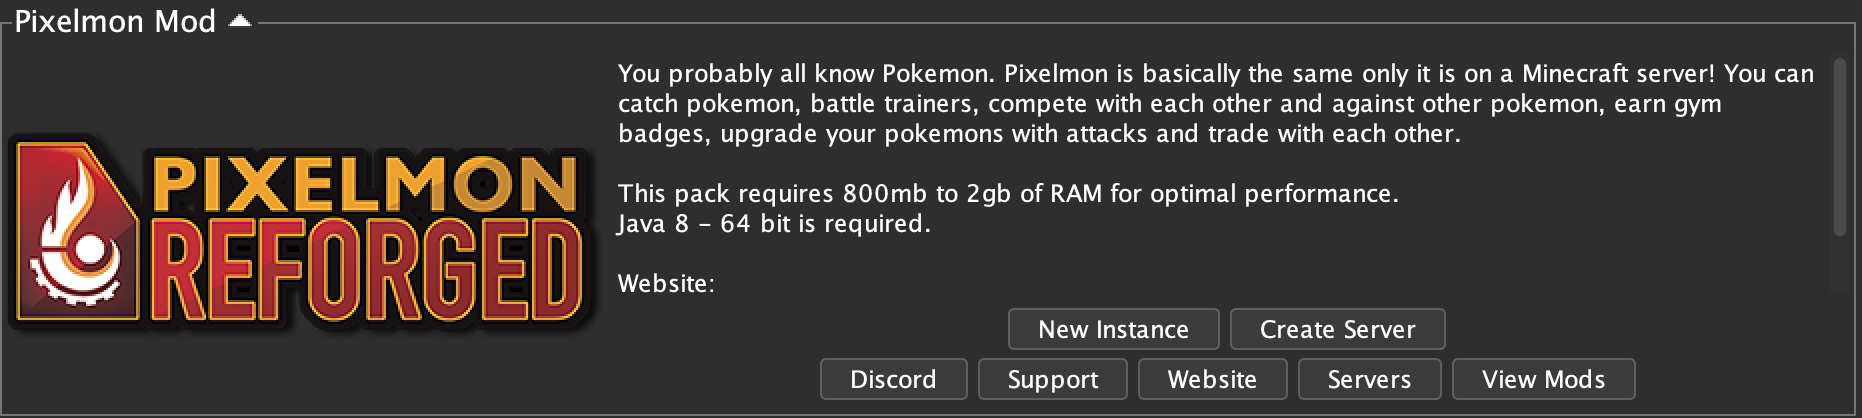 Pixelmon Mod
PIXELMON
REFORGED
You probably all know Pokemon. Pixelmon is basically the same only it is on a Minecraft server! You can
catch pokemon, battle trainers, compete with each other and against other pokemon, earn gym
badges, upgrade your pokemons with attacks and trade with each other.
This pack requires 800mb to 2gb of RAM for optimal performance.
Java 8 - 64 bit is required.
Website:
New Instance Create Server
Discord Support Website Servers View Mods